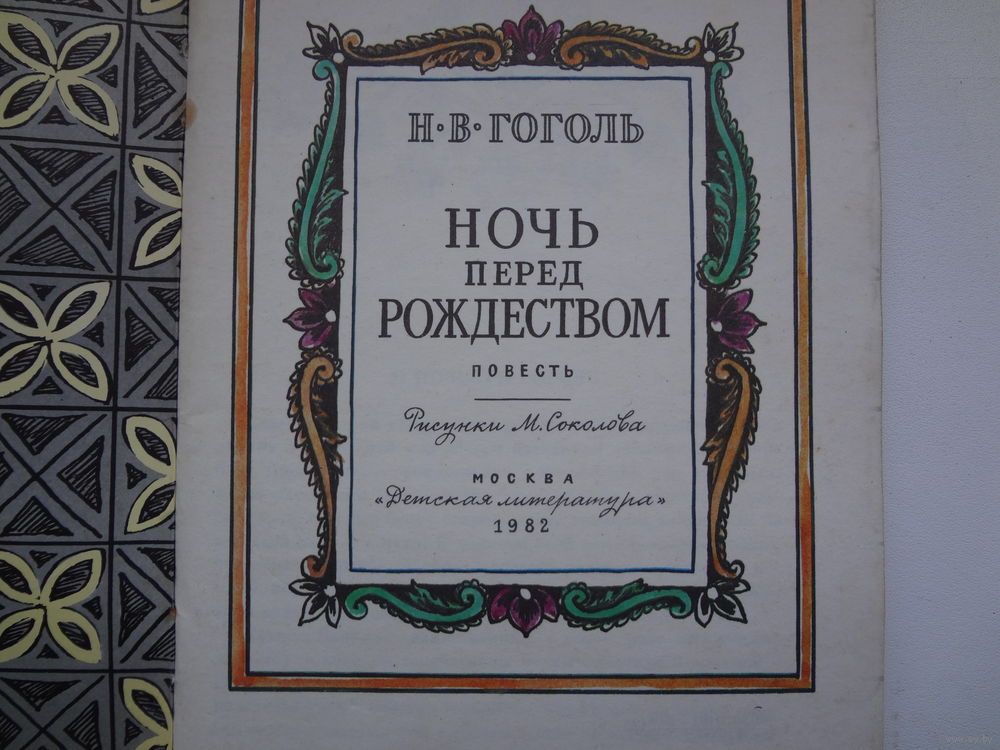 Н·В·ГОГОЛЬ
НОЧЬ
ПЕРЕД
РОЖДЕСТВОМ
ПОВЕСТЬ
Рисунки М. Соколова
МОСКВА
«Детская литература»
1982